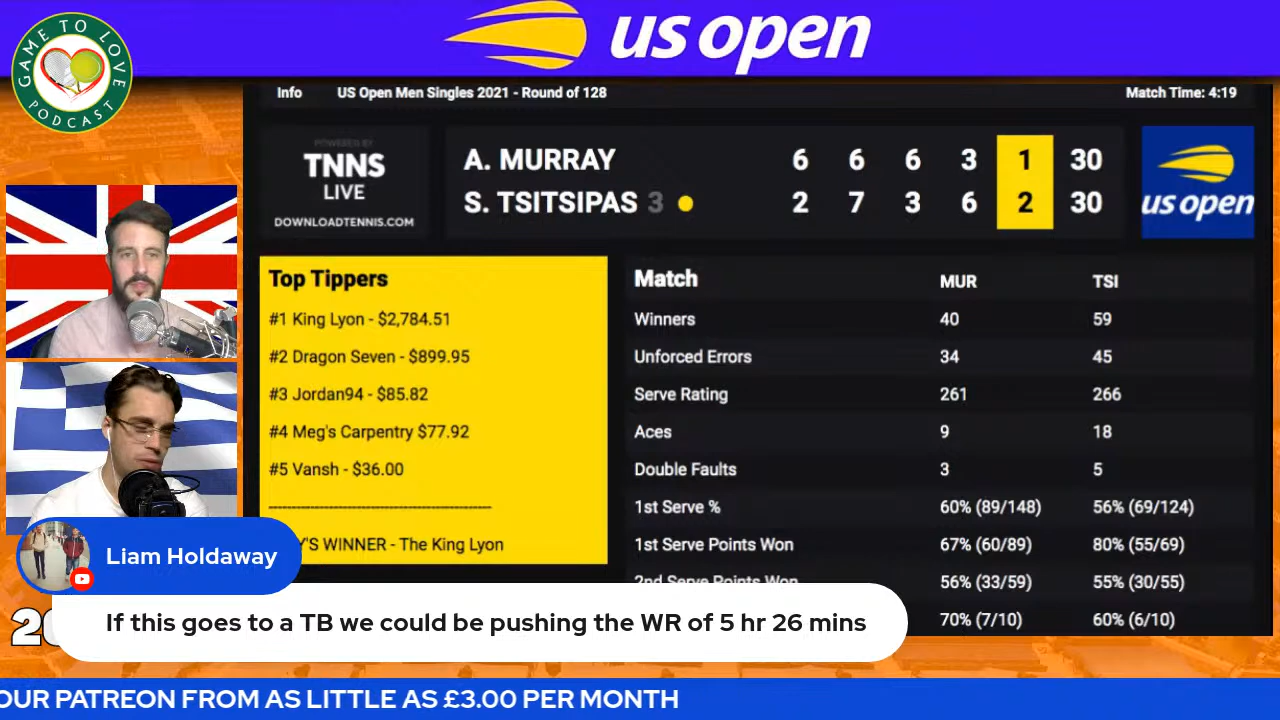 GAME TO LOVE
PODCAST
us open
Info US Open Men Singles 2021 - Round of 128 Match Time: 4:19
POWERED BY
TNNS
LIVE
DOWNLOADTENNIS.COM
A. MURRAY 6 6 6 3 1 30
S. TSITSIPAS 3 2 7 3 6 2 30
us open
Top Tippers
#1 King Lyon - $2,784.51
#2 Dragon Seven - $899.95
#3 Jordan94 - $85.82
#4 Meg's Carpentry $77.92
#5 Vansh - $36.00
Y'S WINNER - The King Lyon
Match MUR TSI
Winners 40 59
Unforced Errors 34 45
Serve Rating 261 266
Aces 9 18
Double Faults 3 5
1st Serve % 60% (89/148) 56% (69/124)
1st Serve Points Won 67% (60/89) 80% (55/69)
2nd Serve Points Won 56% (33/59) 55% (30/55)
70% (7/10) 60% (6/10)
Liam Holdaway
If this goes to a TB we could be pushing the WR of 5 hr 26 mins
OUR PATREON FROM AS LITTLE AS £3.00 PER MONTH